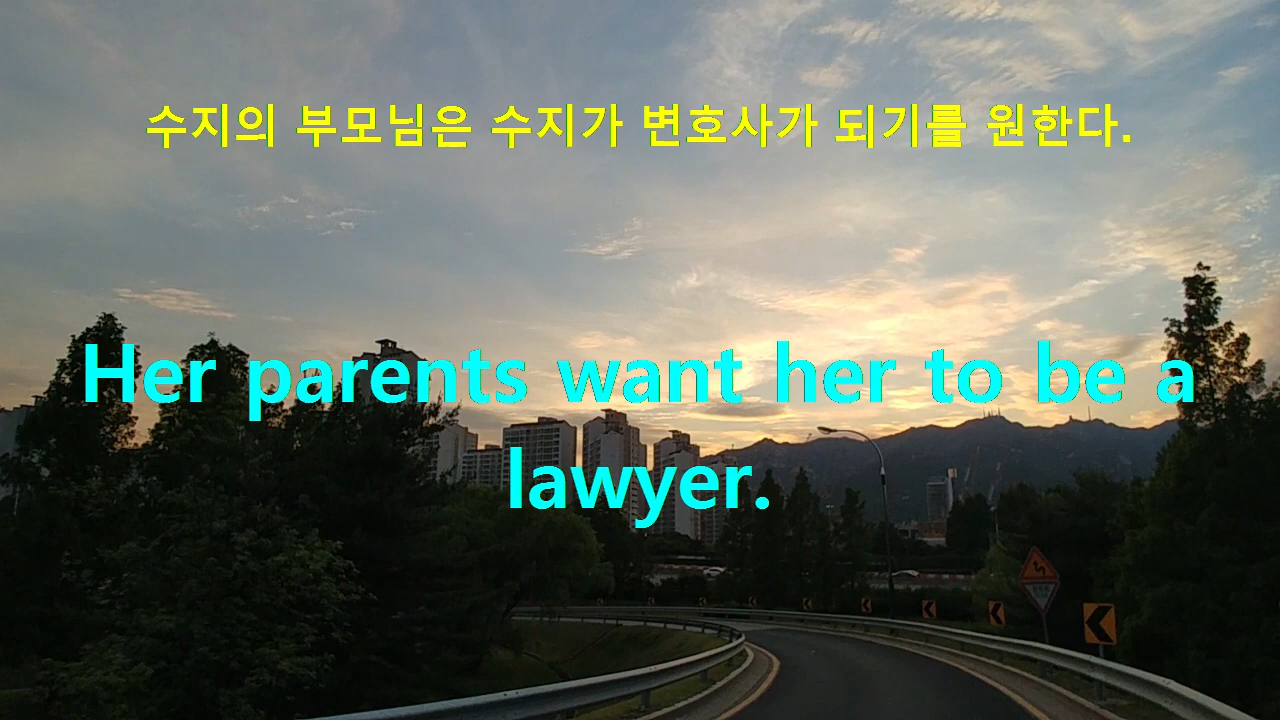 수지의 부모님은 수지가 변호사가 되기를 원한다.
Her parents want her to be a
lawyer.